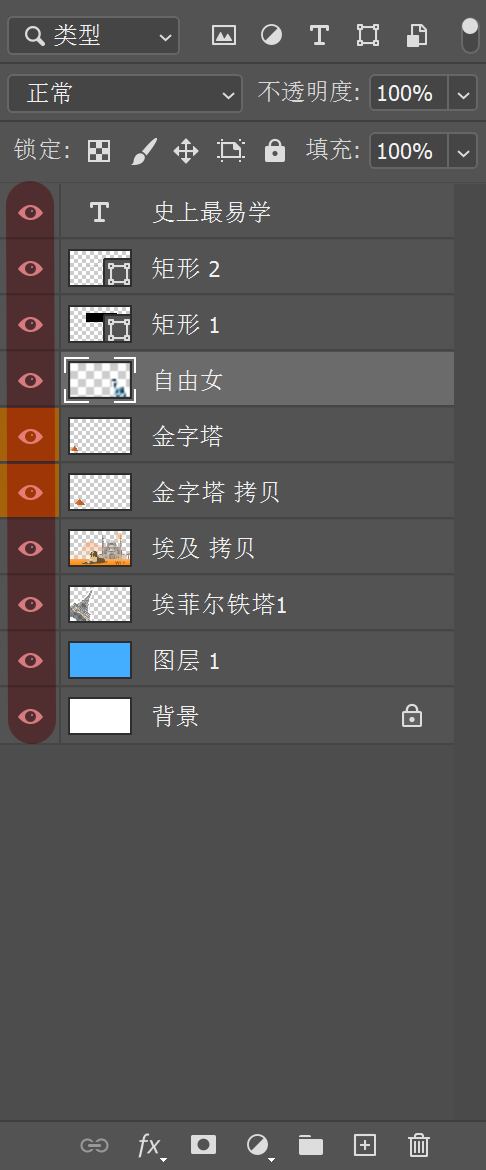 类型
正常
不透明度: 100%
锁定: 填充: 100%
T 史上最易学
矩形 2
矩形 1
自由女
金字塔
金字塔 拷贝
埃及 拷贝
埃菲尔铁塔1
图层 1
背景
fx